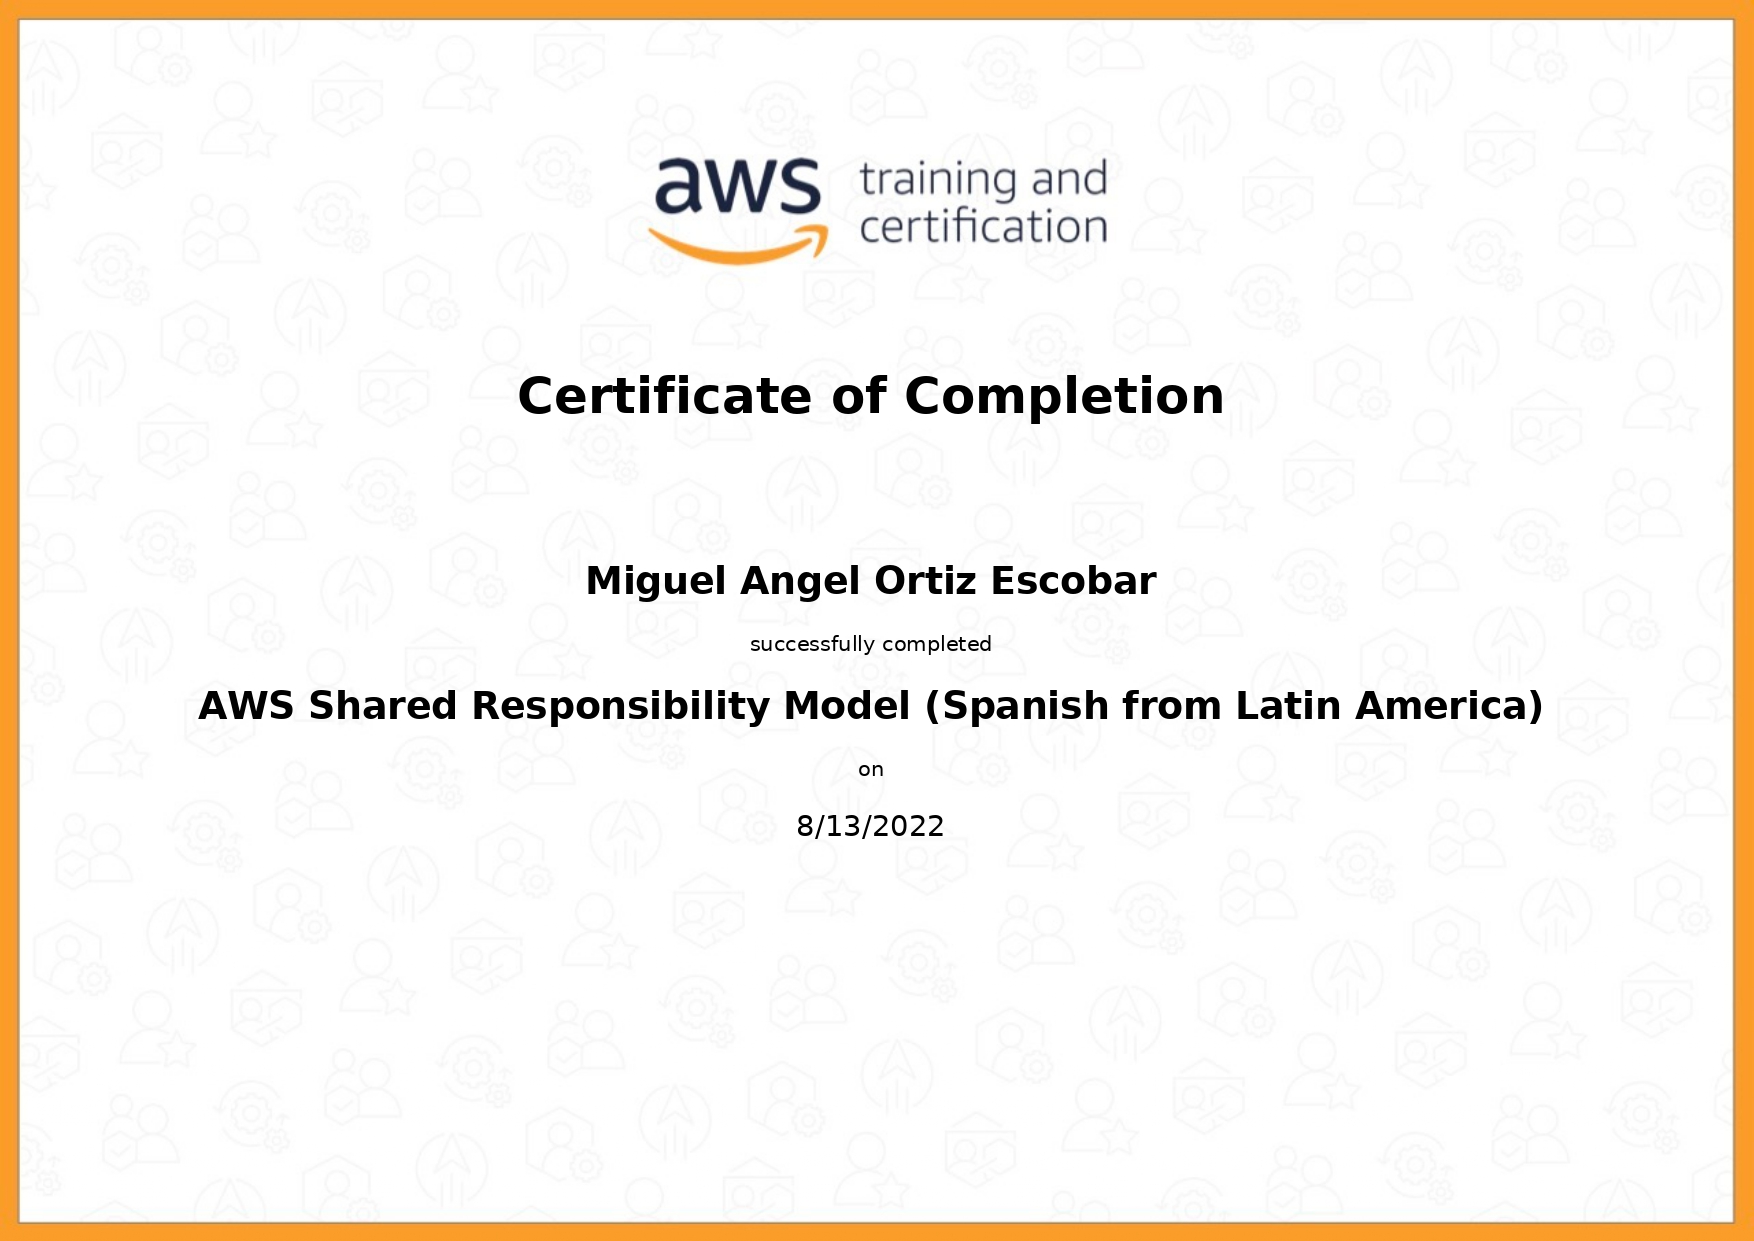 aws training and
certification
Certificate of Completion
Miguel Angel Ortiz Escobar
successfully completed
AWS Shared Responsibility Model (Spanish from Latin America)
on
8/13/2022